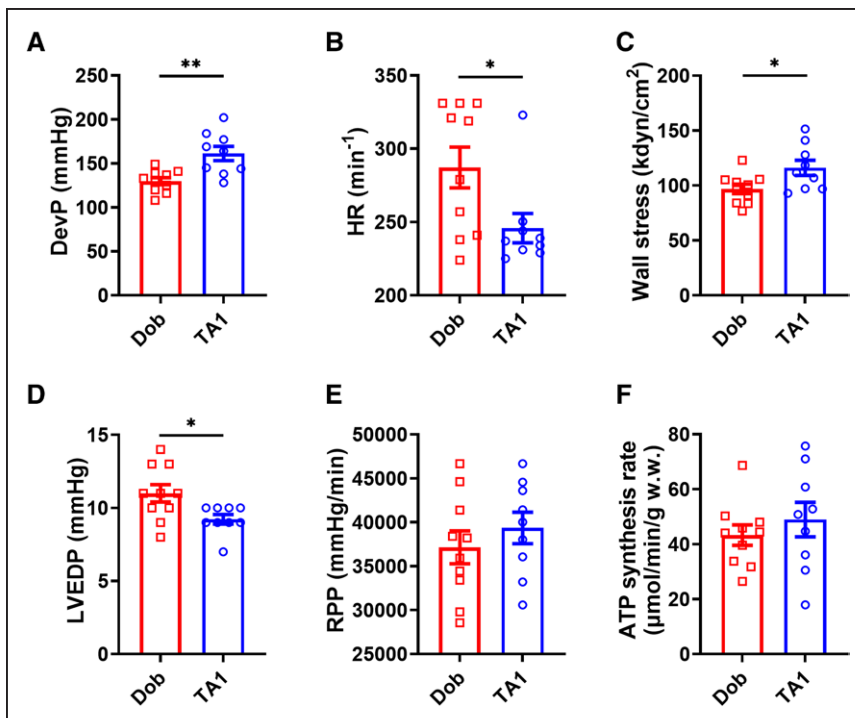 A
DevP (mmHg)
250
200
150
100
50
0
**
Dob
TA1
B
HR (min⁻¹)
350
300
250
200
*
Dob
TA1
C
Wall stress (kdyn/cm²)
200
150
100
50
0
*
Dob
TA1
D
LVEDP (mmHg)
15
10
5
0
*
Dob
TA1
E
RPP (mmHg/min)
50000
45000
40000
35000
30000
25000
Dob
TA1
F
ATP synthesis rate
(µmol/min/g w.w.)
80
60
40
20
0
Dob
TA1